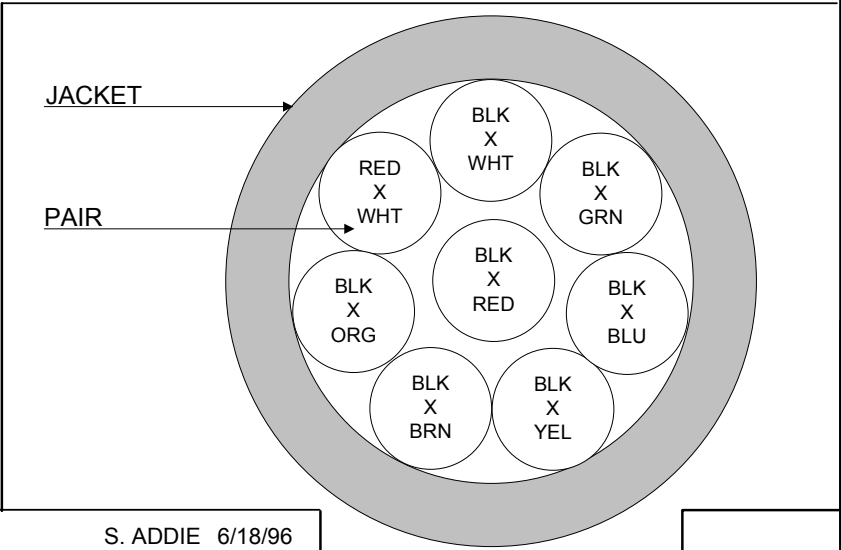 JACKET
PAIR
BLK
X
WHT
RED
X
WHT
BLK
X
GRN
BLK
X
RED
BLK
X
ORG
BLK
X
BLU
BLK
X
BRN
BLK
X
YEL
S. ADDIE 6/18/96